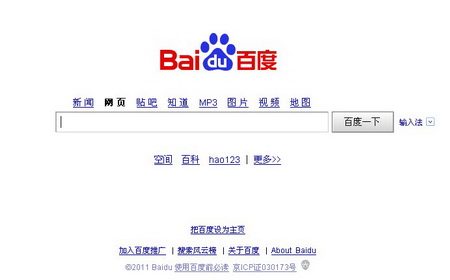 Bai du 百度
新闻 网页 贴吧 知道 MP3 图片 视频 地图
百度一下 输入法
空间 百科 hao123 | 更多>>
把百度设为主页
加入百度推广 | 搜索风云榜 | 关于百度 | About Baidu
©2011 Baidu 使用百度前必读 京ICP证030173号